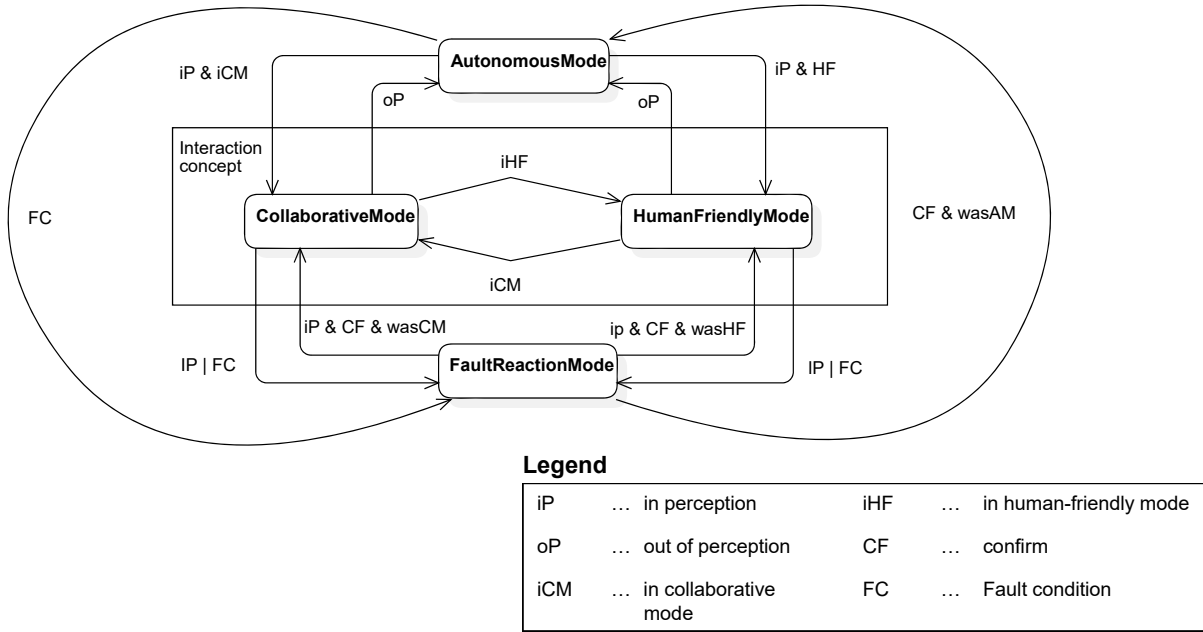 AutonomousMode
iP & iCM
iP & HF
oP
oP
Interaction
concept
iHF
FC
CollaborativeMode
HumanFriendlyMode
CF & wasAM
iCM
iP & CF & wasCM
ip & CF & wasHF
FaultReactionMode
lP | FC
lP | FC
Legend
iP ... in perception iHF ... in human-friendly mode
oP ... out of perception CF ... confirm
iCM ... in collaborative FC ... Fault condition
mode